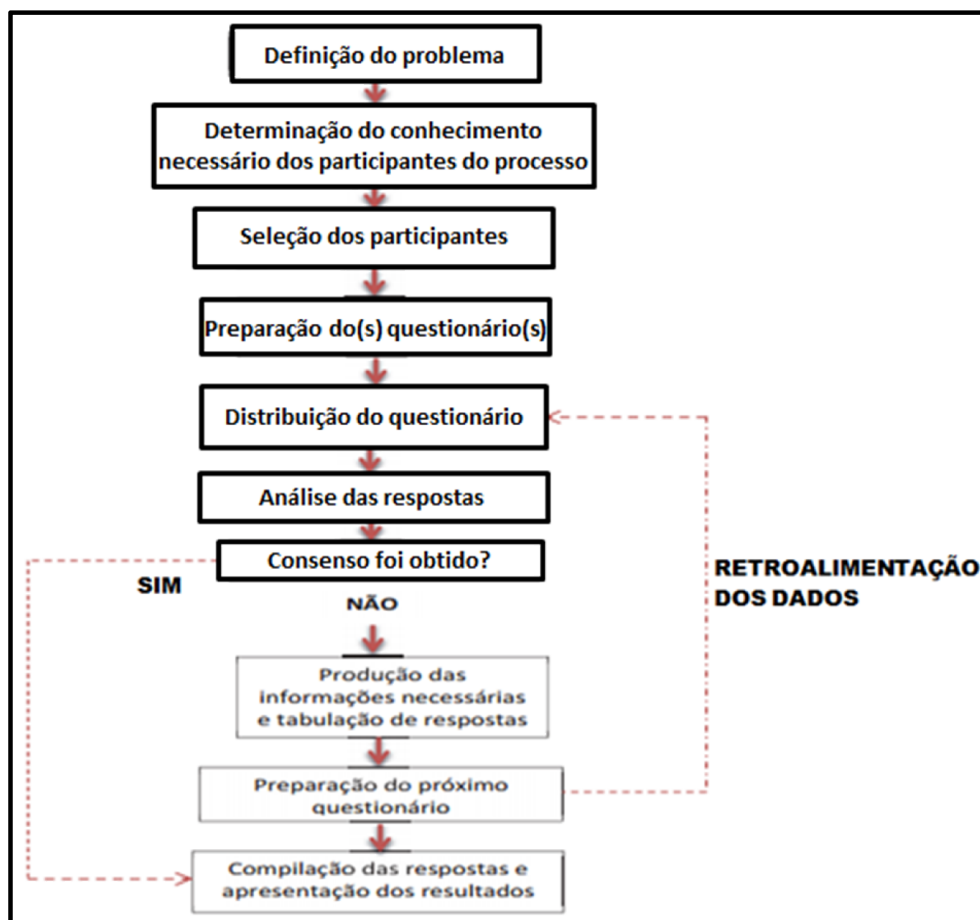 Definição do problema
Determinação do conhecimento
necessário dos participantes do processo
Seleção dos participantes
Preparação do(s) questionário(s)
Distribuição do questionário
Análise das respostas
Consenso foi obtido?
SIM
NÃO
RETROALIMENTAÇÃO
DOS DADOS
Produção das
informações necessárias
e tabulação de respostas
Preparação do próximo
questionário
Compilação das respostas e
apresentação dos resultados